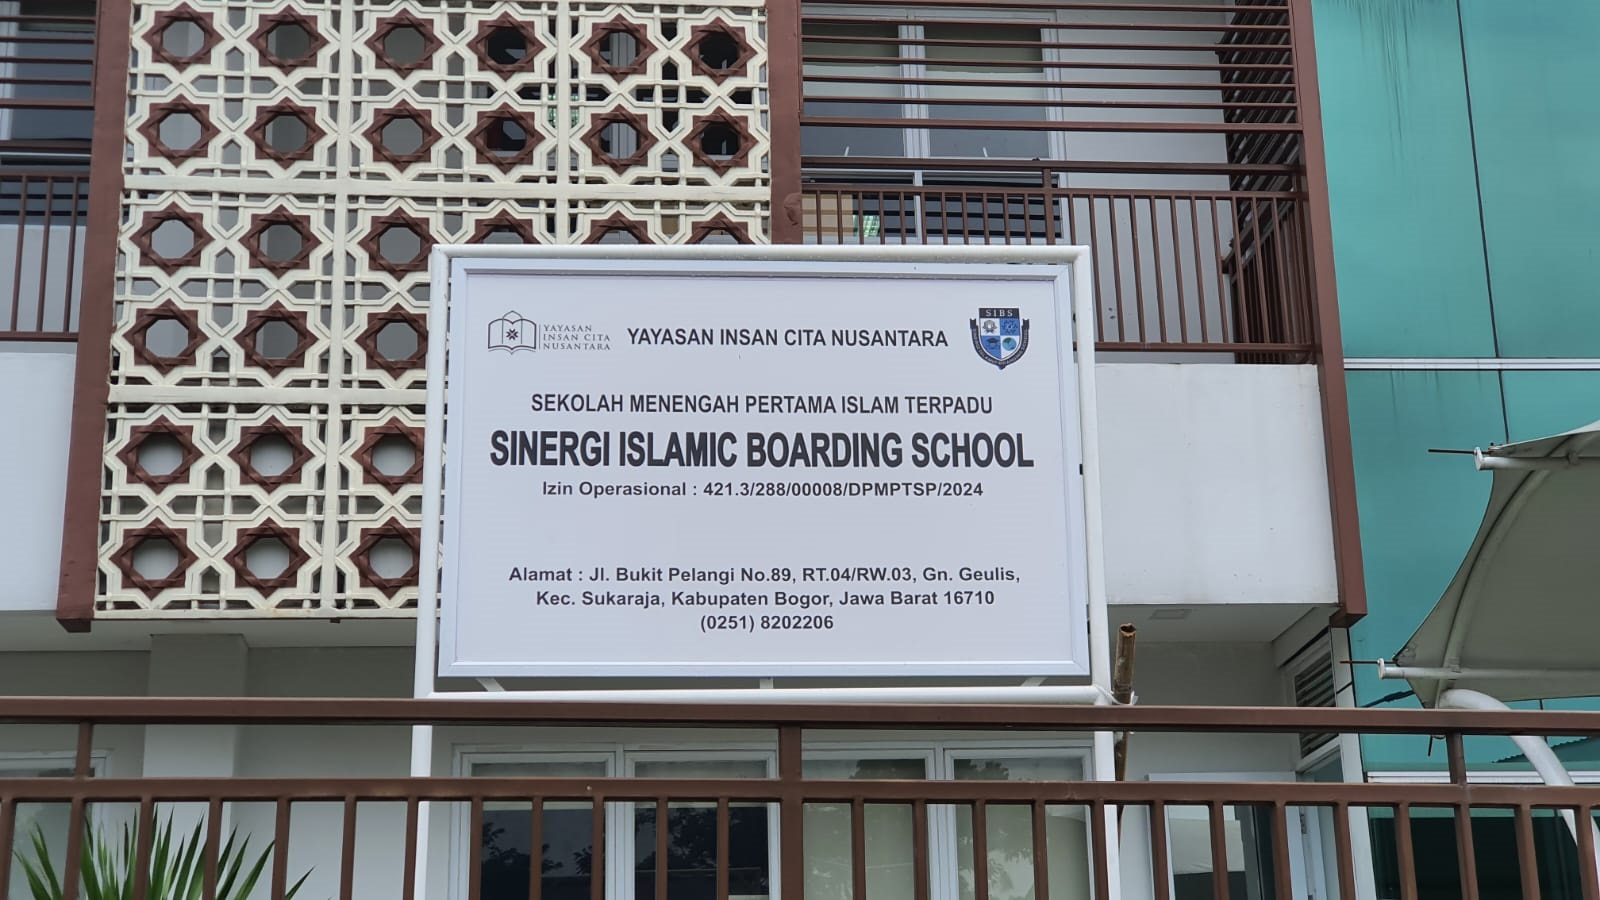 YAYASAN
INSAN CITA
NUSANTARA
YAYASAN INSAN CITA NUSANTARA
SIBS
SEKOLAH MENENGAH PERTAMA ISLAM TERPADU
SINERGI ISLAMIC BOARDING SCHOOL
Izin Operasional : 421.3/288/00008/DPMPTSP/2024
Alamat : Jl. Bukit Pelangi No.89, RT.04/RW.03, Gn. Geulis,
Kec. Sukaraja, Kabupaten Bogor, Jawa Barat 16710
(0251) 8202206